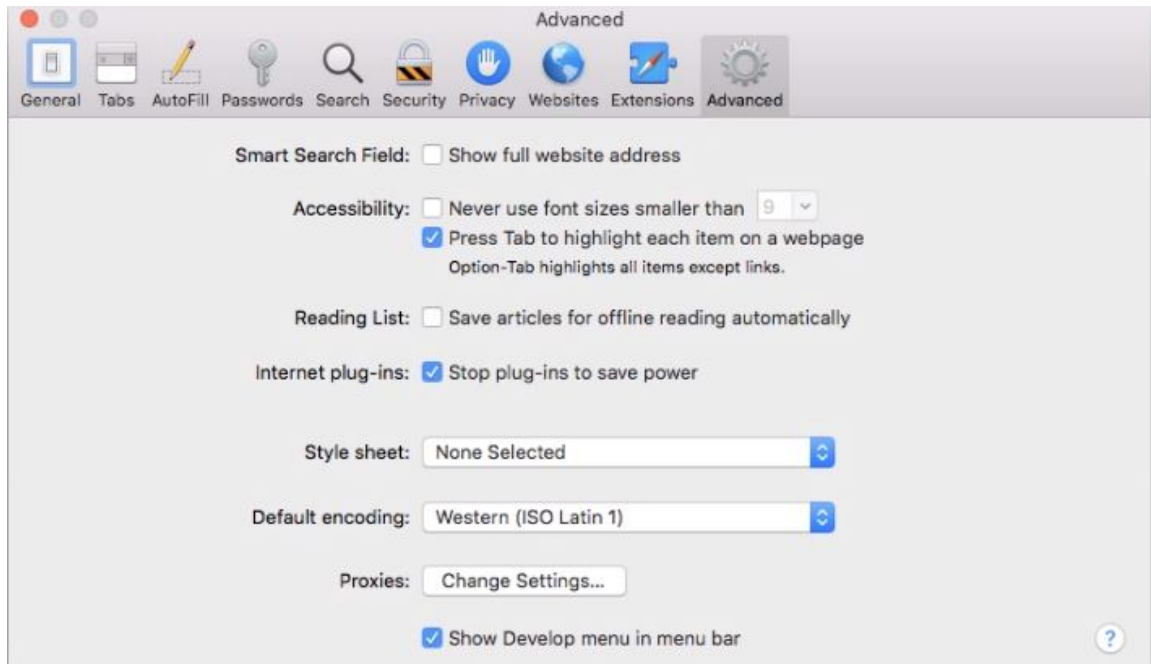 Advanced
General Tabs AutoFill Passwords Search Security Privacy Websites Extensions Advanced
Smart Search Field: Show full website address
Accessibility: Never use font sizes smaller than 9
Press Tab to highlight each item on a webpage
Option-Tab highlights all items except links.
Reading List: Save articles for offline reading automatically
Internet plug-ins: Stop plug-ins to save power
Style sheet: None Selected
Default encoding: Western (ISO Latin 1)
Proxies: Change Settings...
Show Develop menu in menu bar
?